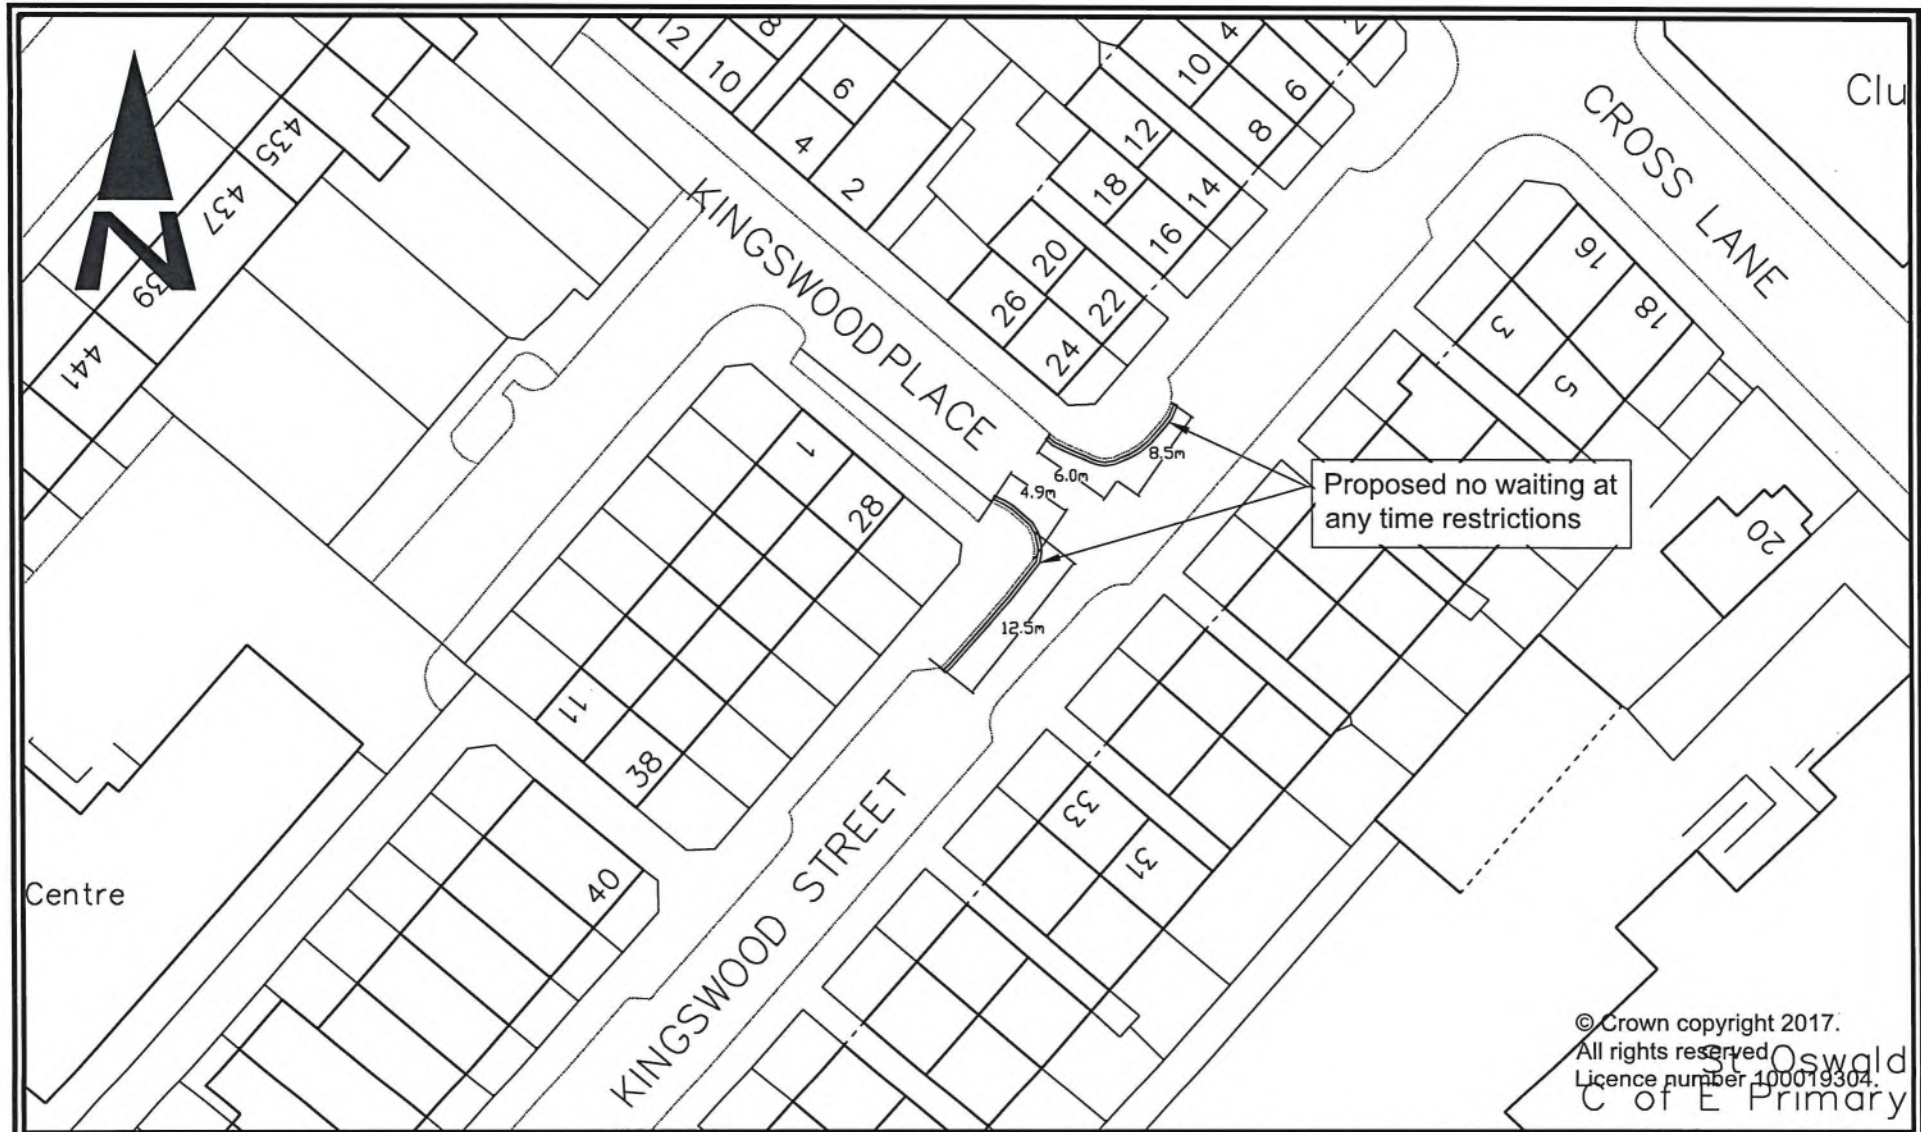 N
12
8
10
6
4
2
10
4
6
8
12
18
14
16
20
26
22
24
2
435
437
39
441
KINGSWOOD PLACE
CROSS LANE
Clu
16
18
3
5
20
1
28
11
38
40
33
31
6.0m
8.5m
4.9m
12.5m
Proposed no waiting at
any time restrictions
KINGSWOOD STREET
Centre
© Crown copyright 2017.
All rights reserved
Licence number 100019304.
St Oswald
C of E Primary